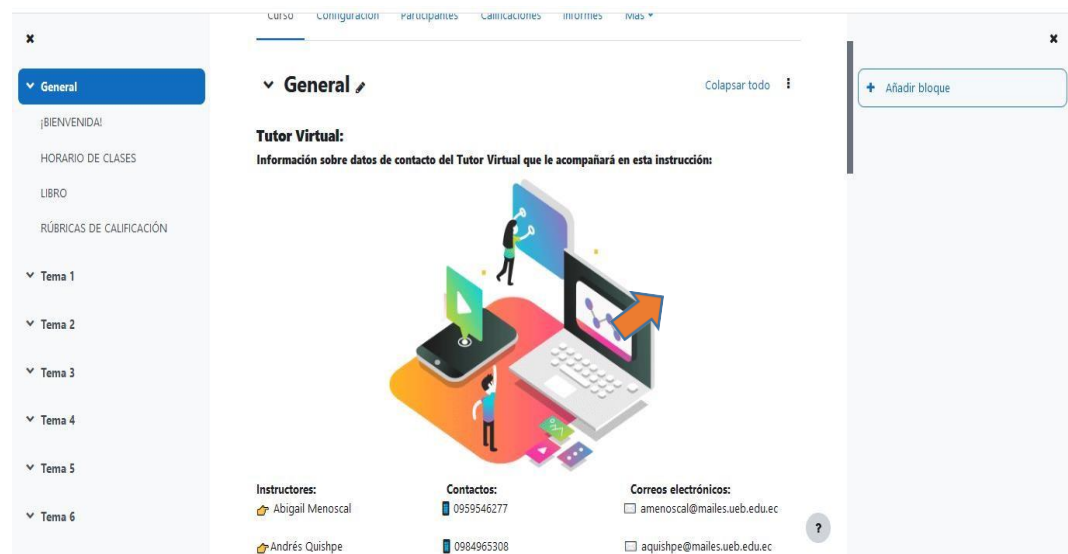 Curso Configuración Participantes Calificaciones Informes Más
General
¡BIENVENIDA!
HORARIO DE CLASES
LIBRO
RÚBRICAS DE CALIFICACIÓN
Tema 1
Tema 2
Tema 3
Tema 4
Tema 5
Tema 6
General
Colapsar todo
Tutor Virtual:
Información sobre datos de contacto del Tutor Virtual que le acompañará en esta instrucción:
Instructores: Contactos: Correos electrónicos:
Abigail Menoscal 0959546277 amenoscal@mailes.ueb.edu.ec
Andrés Quishpe 0984965308 aquishpe@mailes.ueb.edu.ec
+ Añadir bloque
?